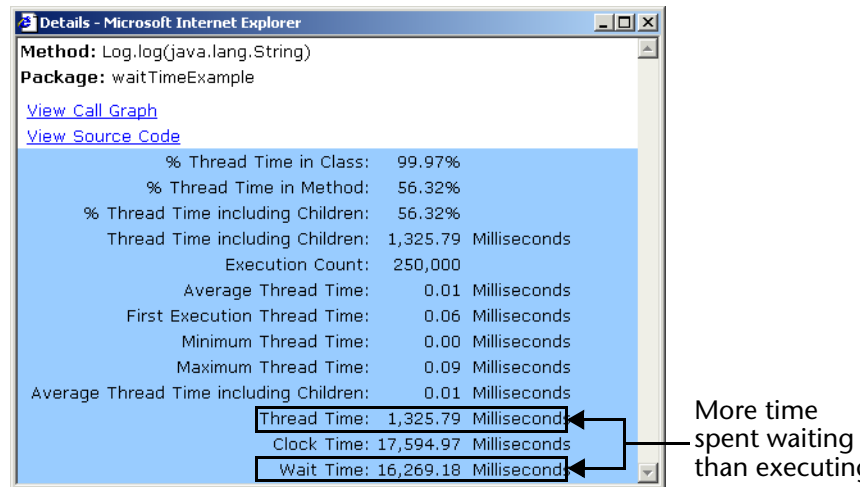 Details - Microsoft Internet Explorer
Method: Log.log(java.lang.String)
Package: waitTimeExample
View Call Graph
View Source Code
% Thread Time in Class: 99.97%
% Thread Time in Method: 56.32%
% Thread Time including Children: 56.32%
Thread Time including Children: 1,325.79 Milliseconds
Execution Count: 250,000
Average Thread Time: 0.01 Milliseconds
First Execution Thread Time: 0.06 Milliseconds
Minimum Thread Time: 0.00 Milliseconds
Maximum Thread Time: 0.09 Milliseconds
Average Thread Time including Children: 0.01 Milliseconds
Thread Time: 1,325.79 Milliseconds
Clock Time: 17,594.97 Milliseconds
Wait Time: 16,269.18 Milliseconds
More time
spent waiting
than executing